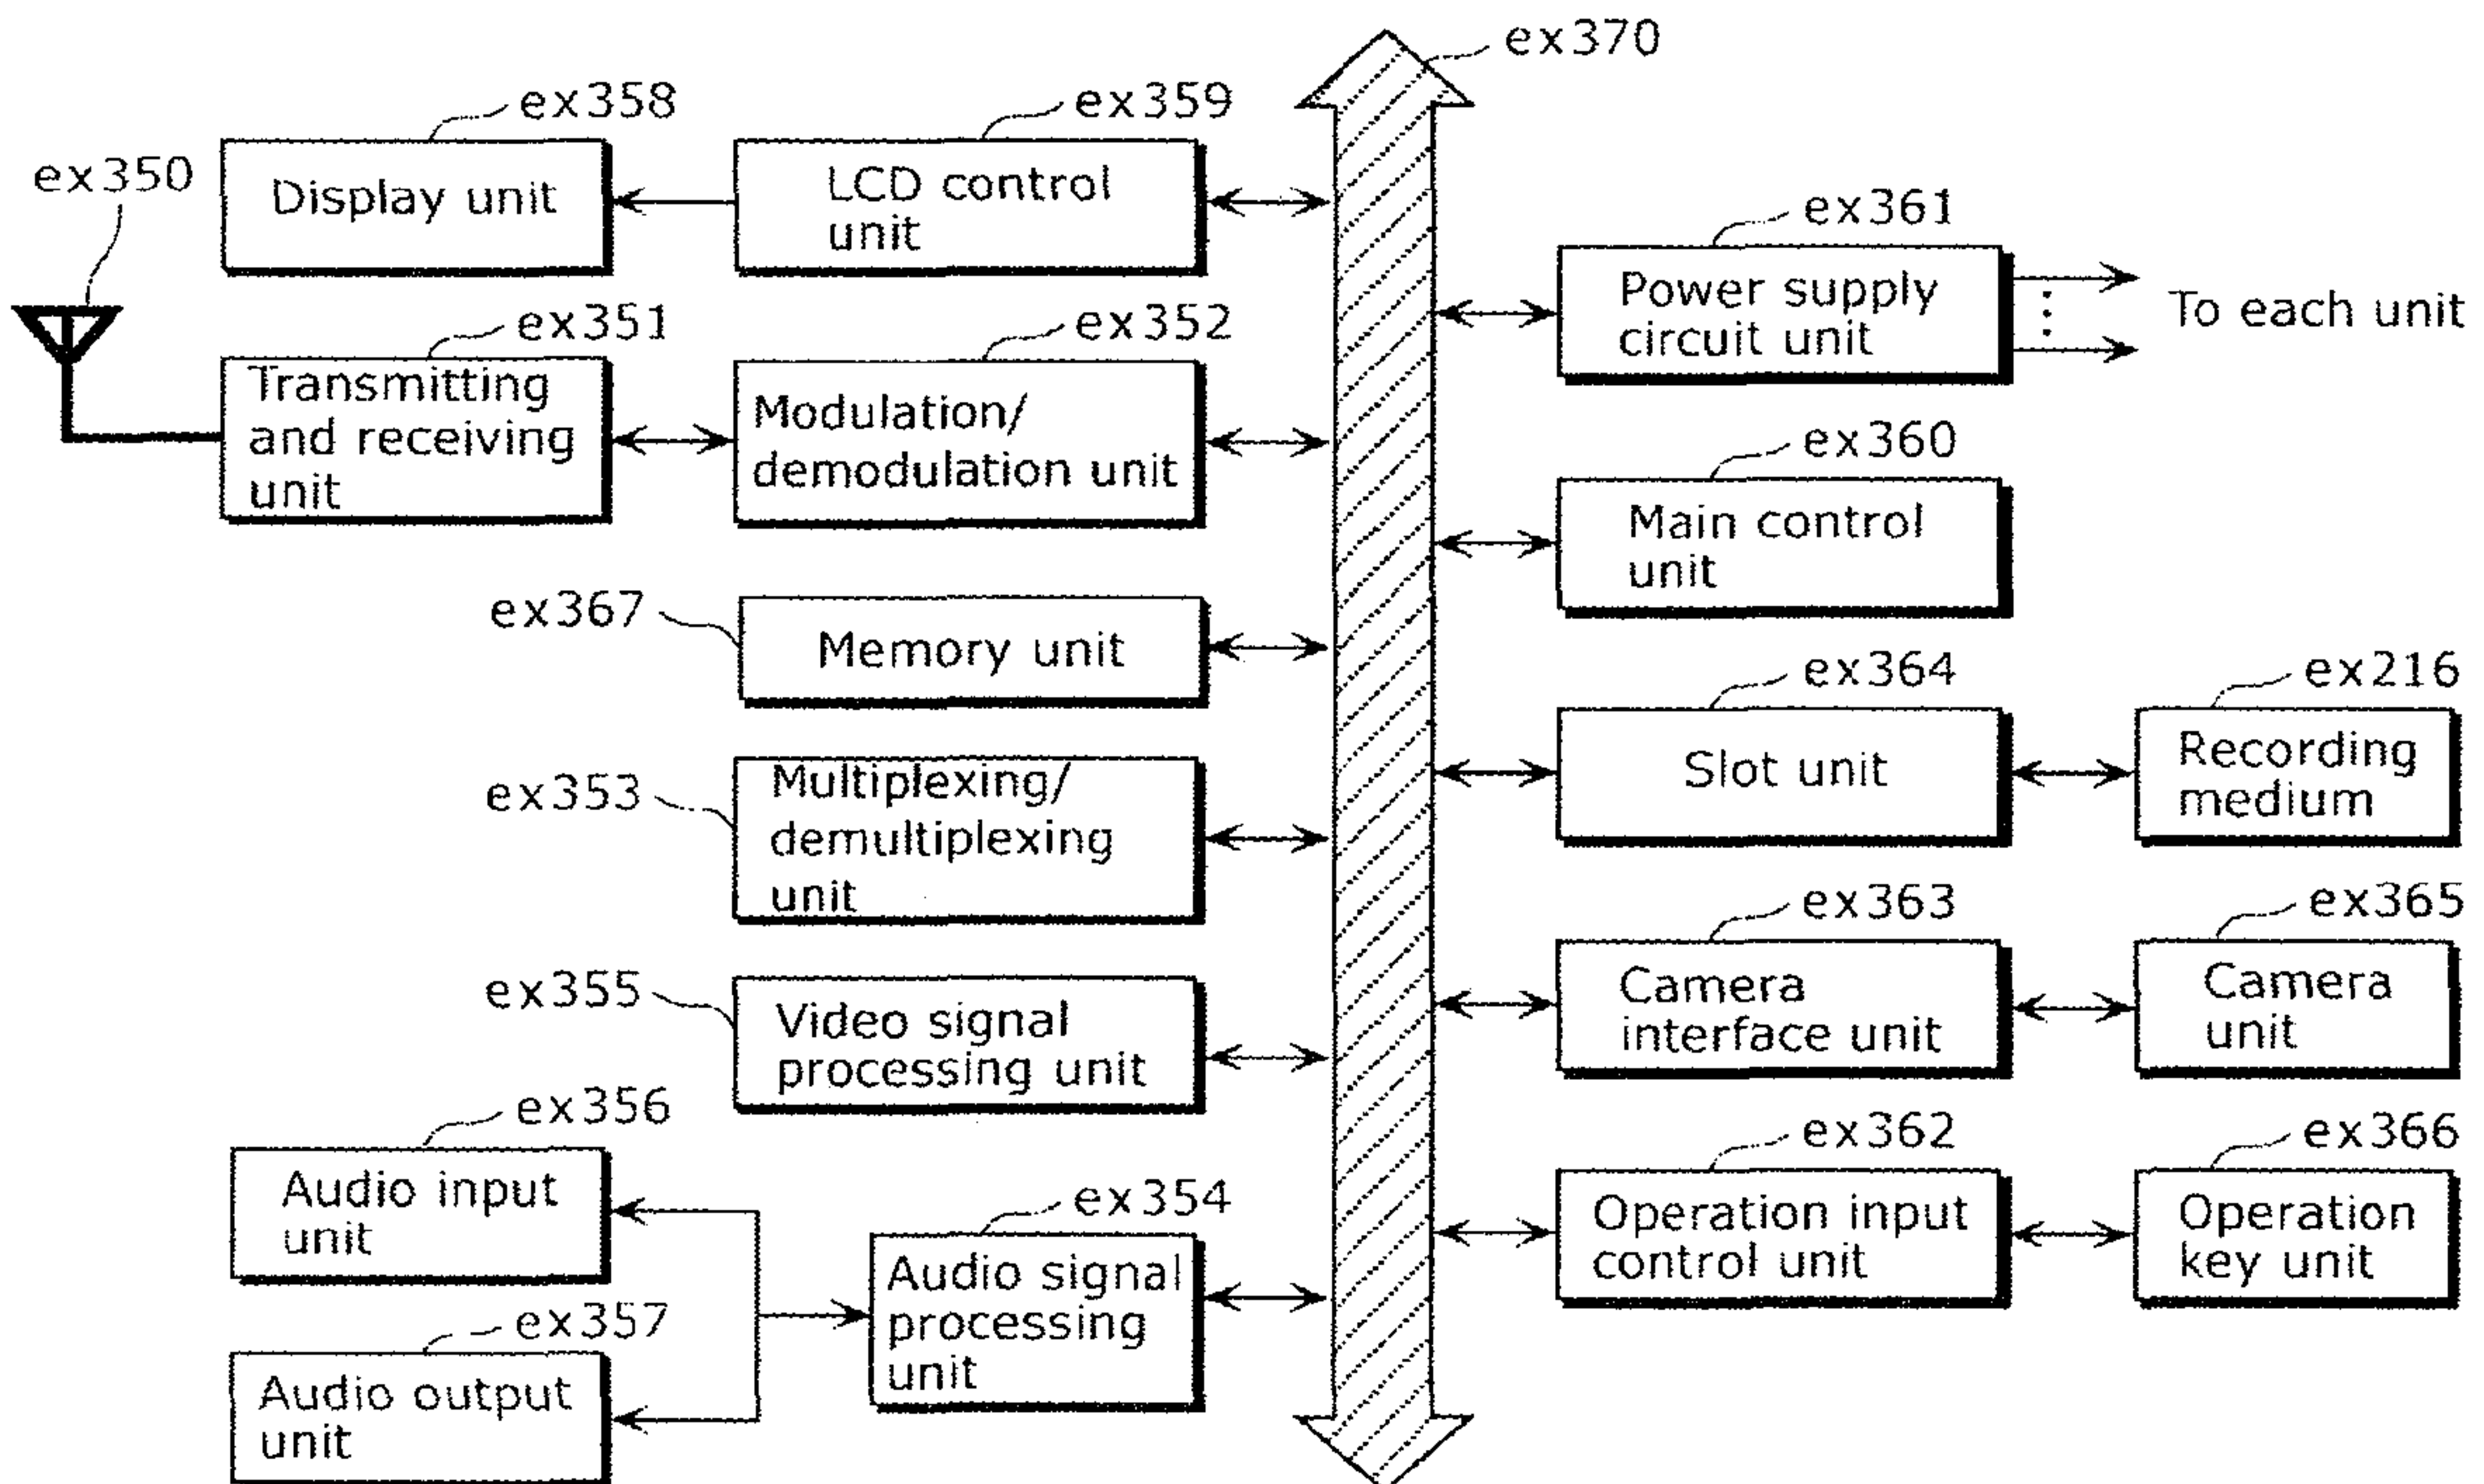 ex370
ex358
ex359
ex350
Display unit
LCD control
unit
ex361
Power supply
circuit unit
To each unit
ex351
ex352
Transmitting
and receiving
unit
Modulation/
demodulation unit
ex360
Main control
unit
ex367
Memory unit
ex364
ex216
Slot unit
Recording
medium
ex353
Multiplexing/
demultiplexing
unit
ex363
ex365
Camera
interface unit
Camera
unit
ex355
Video signal
processing unit
ex356
Audio input
unit
ex362
ex366
Operation input
control unit
Operation
key unit
ex354
Audio signal
processing
unit
ex357
Audio output
unit